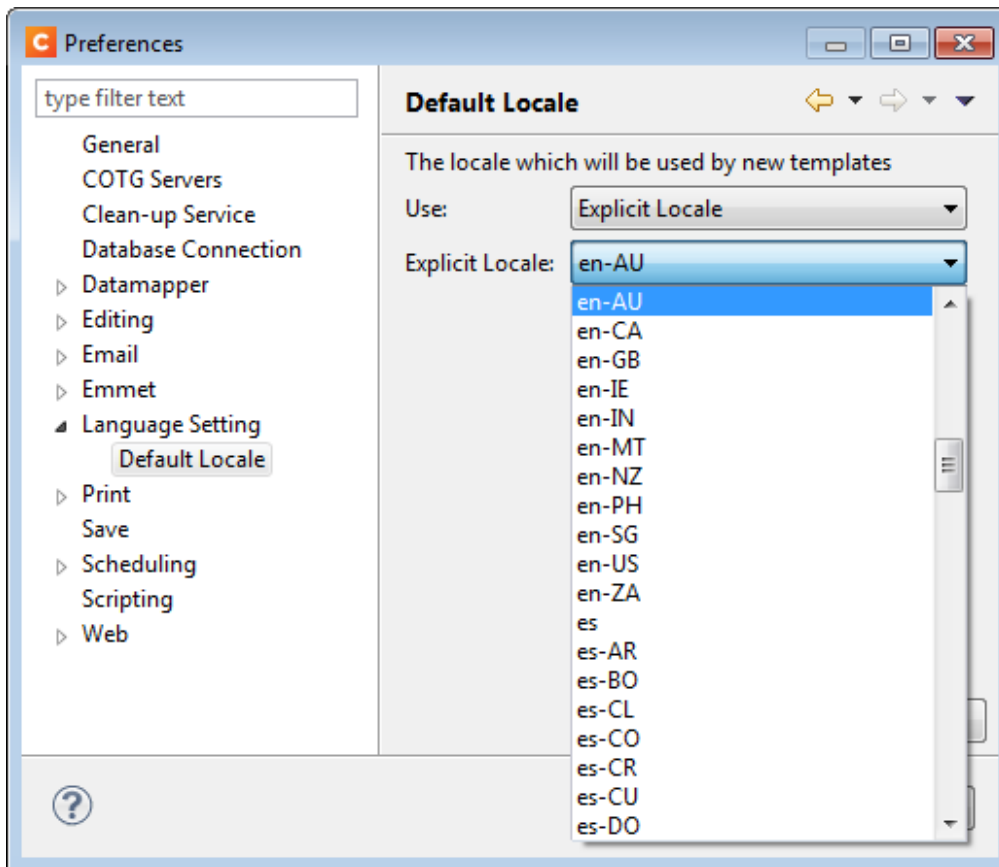 C Preferences
type filter text
General
COTG Servers
Clean-up Service
Database Connection
Datamapper
Editing
Email
Emmet
Language Setting
Default Locale
Print
Save
Scheduling
Scripting
Web
Default Locale
The locale which will be used by new templates
Use: Explicit Locale
Explicit Locale: en-AU
en-AU
en-CA
en-GB
en-IE
en-IN
en-MT
en-NZ
en-PH
en-SG
en-US
en-ZA
es
es-AR
es-BO
es-CL
es-CO
es-CR
es-CU
es-DO
?